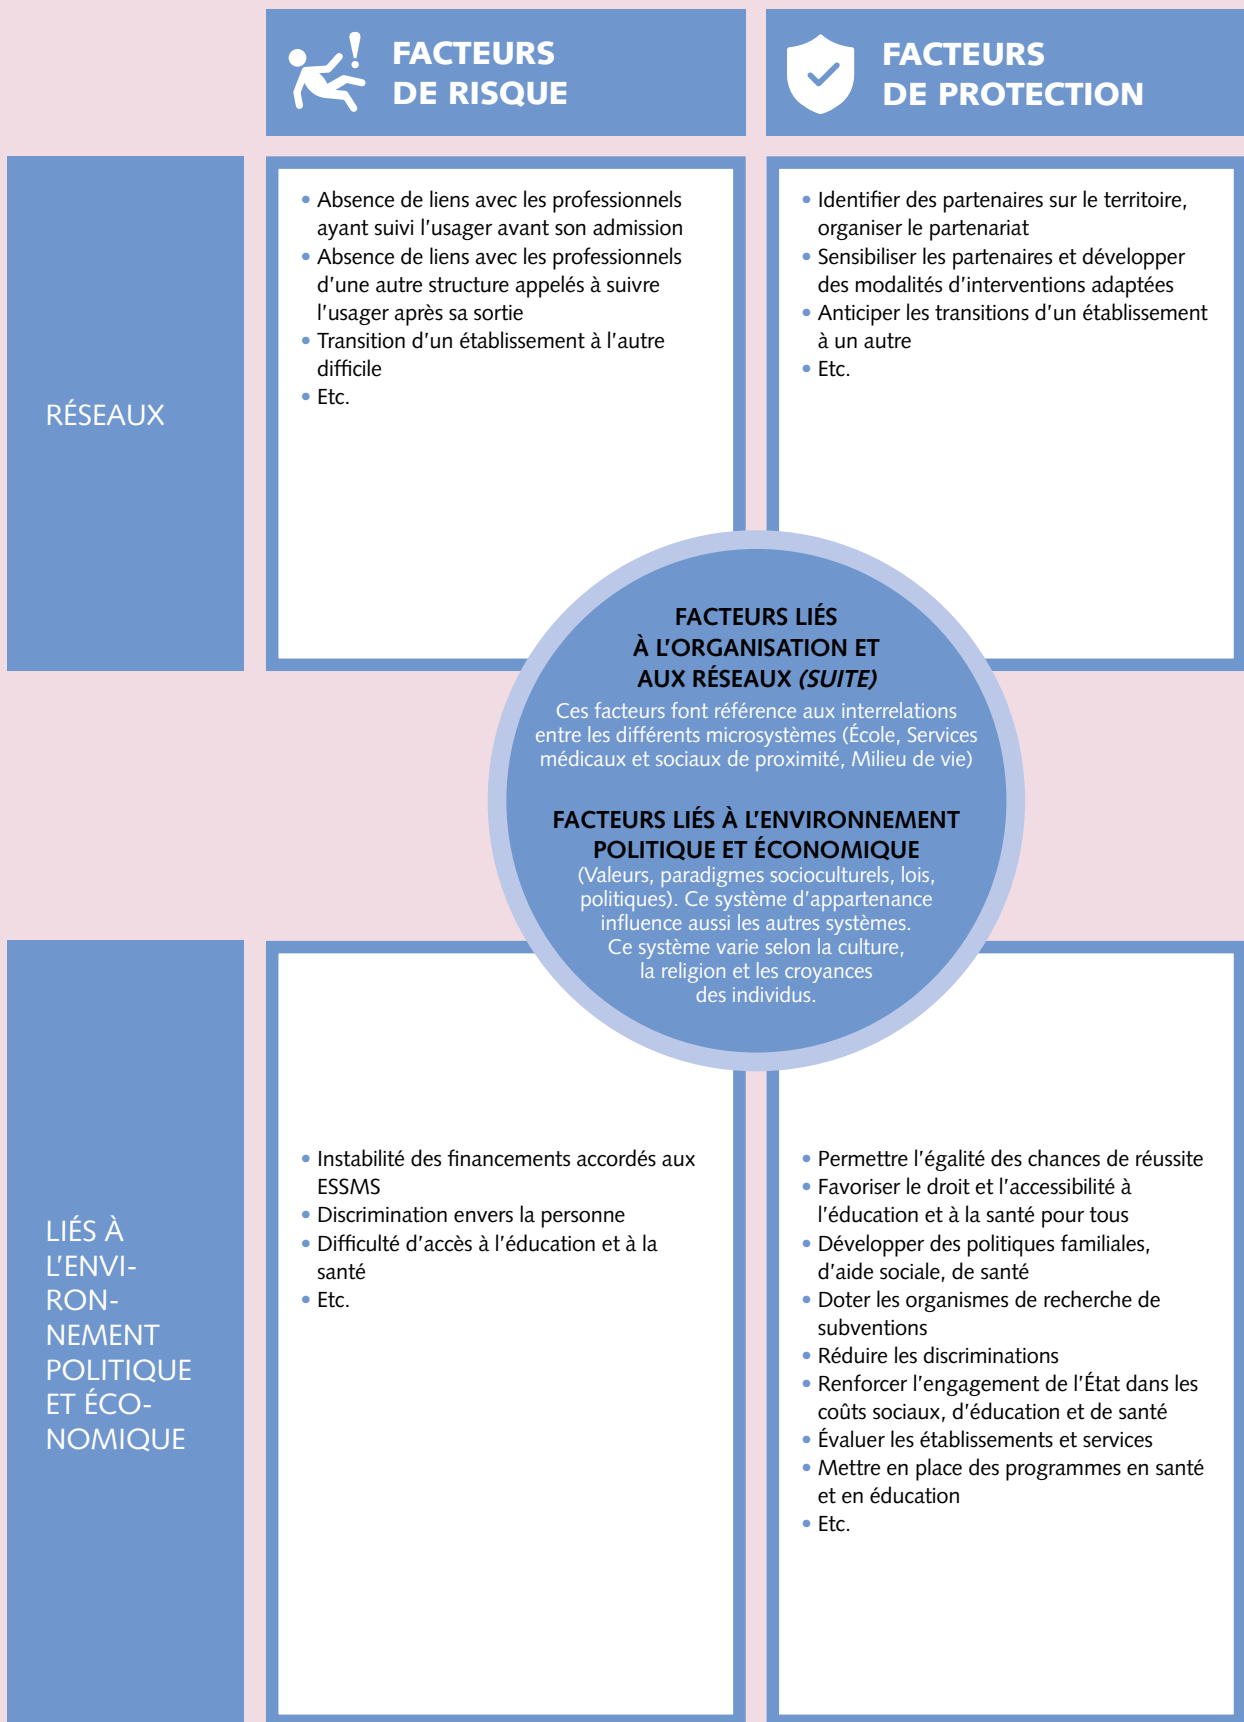 FACTEURS
DE RISQUE
FACTEURS
DE PROTECTION
RÉSEAUX
• Absence de liens avec les professionnels
ayant suivi l'usager avant son admission
• Absence de liens avec les professionnels
d'une autre structure appelés à suivre
l'usager après sa sortie
• Transition d'un établissement à l'autre
difficile
• Etc.
• Identifier des partenaires sur le territoire,
organiser le partenariat
• Sensibiliser les partenaires et développer
des modalités d'interventions adaptées
• Anticiper les transitions d'un établissement
à un autre
• Etc.
FACTEURS LIÉS
À L'ORGANISATION ET
AUX RÉSEAUX (SUITE)
Ces facteurs font référence aux interrelations
entre les différents microsystèmes (École, Services
médicaux et sociaux de proximité, Milieu de vie)
FACTEURS LIÉS À L'ENVIRONNEMENT
POLITIQUE ET ÉCONOMIQUE
(Valeurs, paradigmes socioculturels, lois,
politiques). Ce système d'appartenance
influence aussi les autres systèmes.
Ce système varie selon la culture,
la religion et les croyances
des individus.
LIÉS À
L'ENVI-
RON-
NEMENT
POLITIQUE
ET ÉCO-
NOMIQUE
• Instabilité des financements accordés aux
ESSMS
• Discrimination envers la personne
• Difficulté d'accès à l'éducation et à la
santé
• Etc.
• Permettre l'égalité des chances de réussite
• Favoriser le droit et l'accessibilité à
l'éducation et à la santé pour tous
• Développer des politiques familiales,
d'aide sociale, de santé
• Doter les organismes de recherche de
subventions
• Réduire les discriminations
• Renforcer l'engagement de l'État dans les
coûts sociaux, d'éducation et de santé
• Évaluer les établissements et services
• Mettre en place des programmes en santé
et en éducation
• Etc.